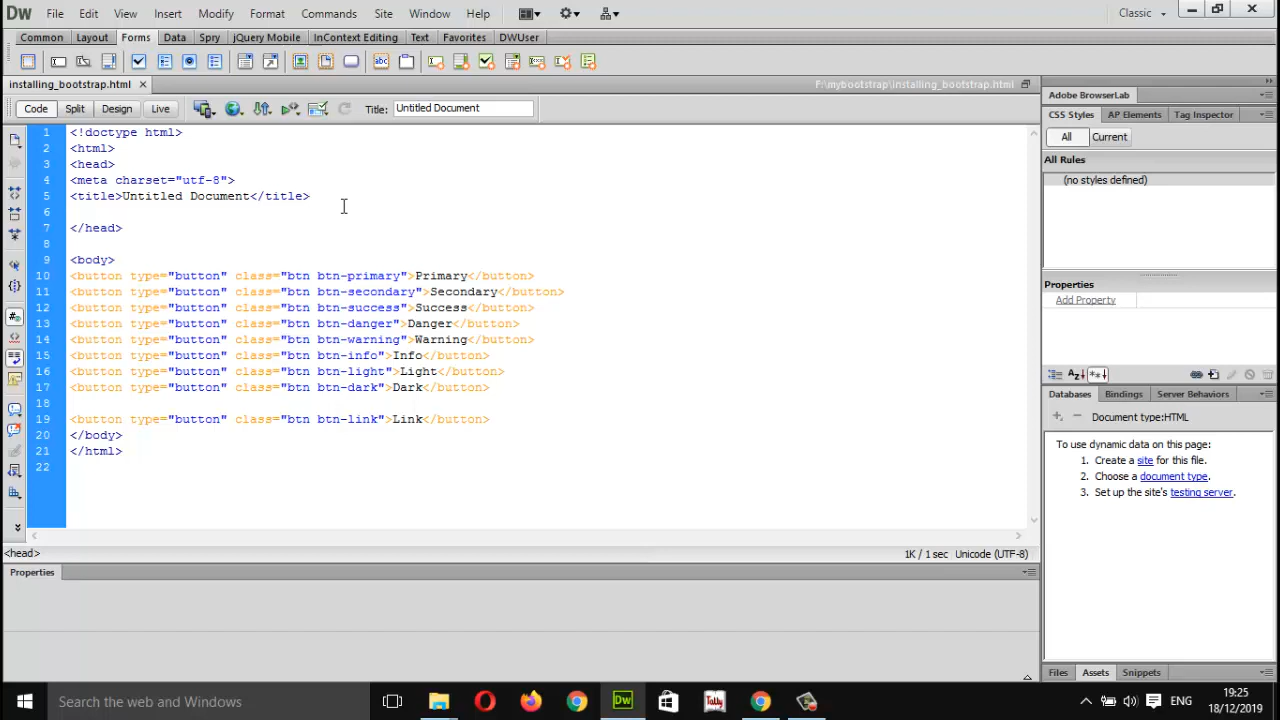 Dw File Edit View Insert Modify Format Commands Site Window Help Classic
Common Layout Forms Data Spry jQuery Mobile InContext Editing Text Favorites DWUser
installing_bootstrap.html F:\mybootstrap\installing_bootstrap.html
Code Split Design Live Title: Untitled Document
1 <!doctype html>
2 <html>
3 <head>
4 <meta charset="utf-8">
5 <title>Untitled Document</title>
6
7 </head>
8
9 <body>
10 <button type="button" class="btn btn-primary">Primary</button>
11 <button type="button" class="btn btn-secondary">Secondary</button>
12 <button type="button" class="btn btn-success">Success</button>
13 <button type="button" class="btn btn-danger">Danger</button>
14 <button type="button" class="btn btn-warning">Warning</button>
15 <button type="button" class="btn btn-info">Info</button>
16 <button type="button" class="btn btn-light">Light</button>
17 <button type="button" class="btn btn-dark">Dark</button>
18
19 <button type="button" class="btn btn-link">Link</button>
20 </body>
21 </html>
22
<head> 1K / 1 sec Unicode (UTF-8)
Properties
Adobe BrowserLab
CSS Styles AP Elements Tag Inspector
All Current
All Rules
(no styles defined)
Properties
Add Property
Databases Bindings Server Behaviors
Document type:HTML
To use dynamic data on this page:
1. Create a site for this file.
2. Choose a document type.
3. Set up the site's testing server.
Files Assets Snippets
Search the web and Windows
Dw
Tally
ENG
19:25
18/12/2019